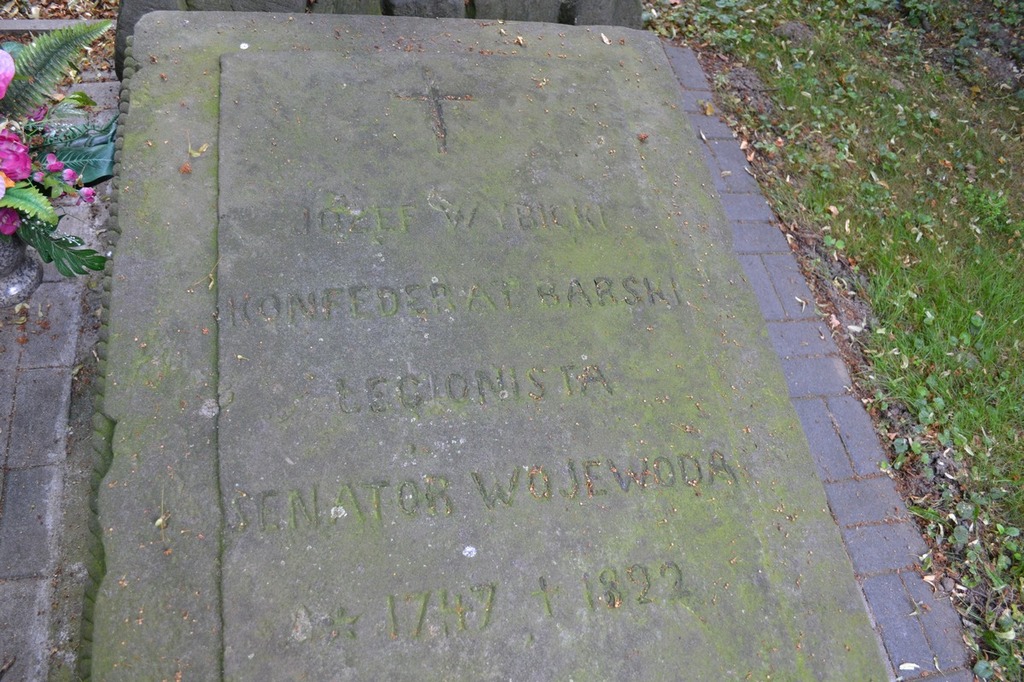 JÓZEF WYBICKI
KONFEDERAT BARSKI
LEGIONISTA
SENATOR WOJEWODA
* 1747 † 1822